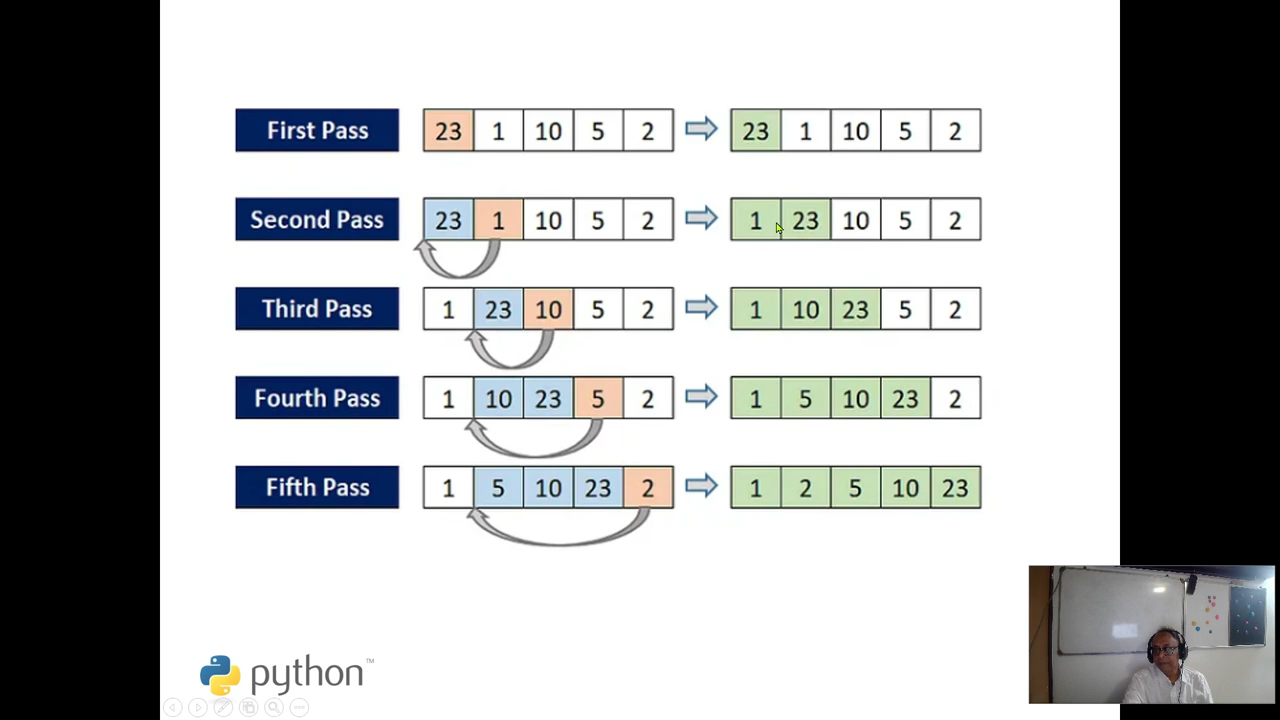 First Pass 23 1 10 5 2 23 1 10 5 2
Second Pass 23 1 10 5 2 1 23 10 5 2
Third Pass 1 23 10 5 2 1 10 23 5 2
Fourth Pass 1 10 23 5 2 1 5 10 23 2
Fifth Pass 1 5 10 23 2 1 2 5 10 23
python™